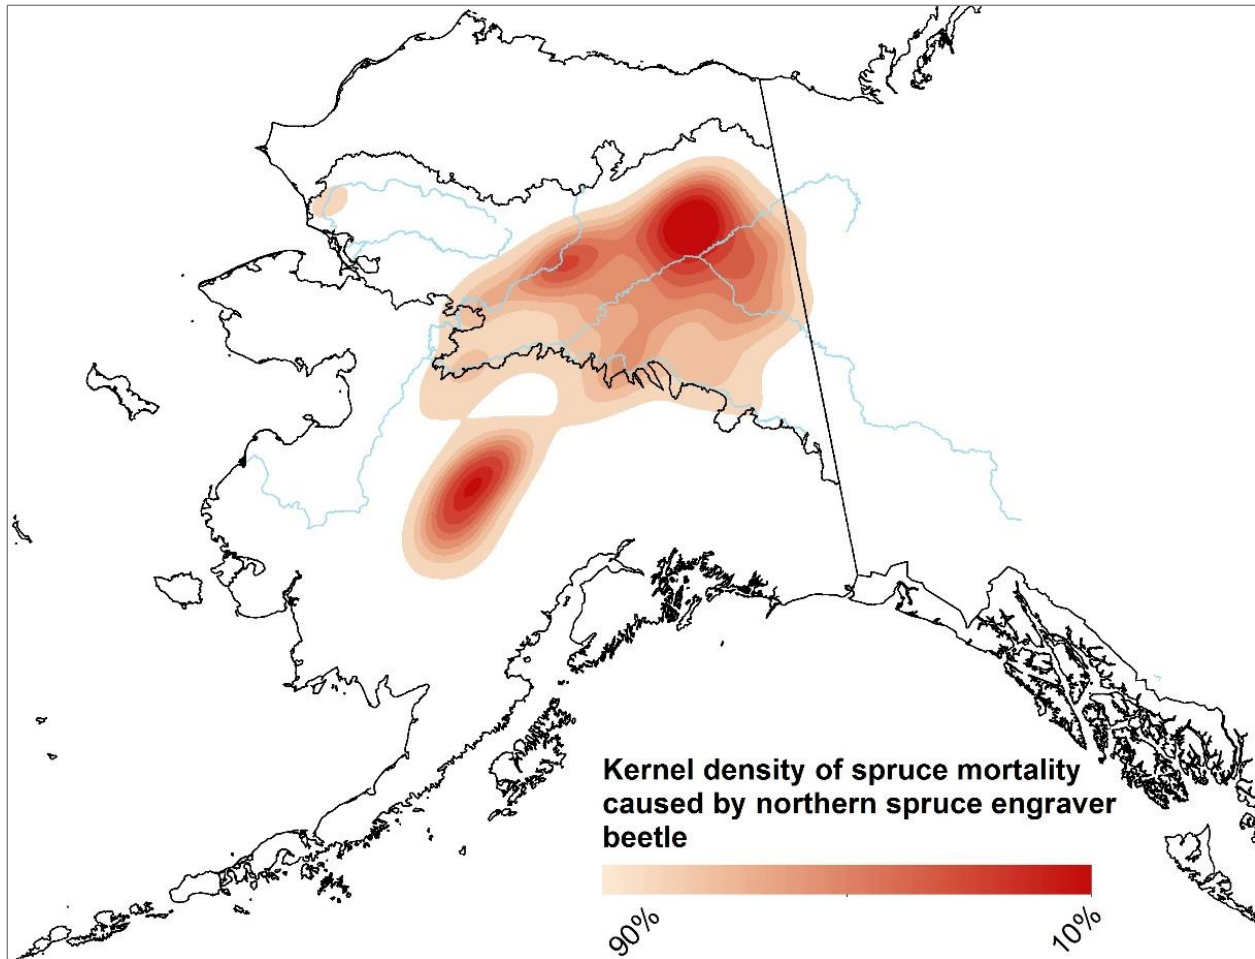 Kernel density of spruce mortality
caused by northern spruce engraver
beetle
90%
10%